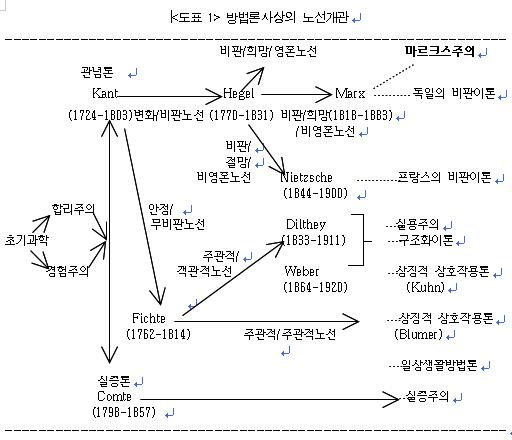 <도표 1> 방법론사상의 노선개관
비판/희망/영혼노선
마르크스주의
관념론
Kant
Hegel
Marx
독일의 비판이론
(1724-1803)변화/비판노선
(1770-1831)
비판/희망(1818-1883)
/비영혼노선
비판/
절망/
비영혼노선
Nietzsche
(1844-1900)
프랑스의 비판이론
합리주의
안정/
무비판노선
초기과학
경험주의
주관적/
객관적노선
Dilthey
(1833-1911)
실용주의
구조화이론
Weber
(1864-1920)
상징적 상호작용론
(Kuhn)
Fichte
(1762-1814)
주관적/주관적노선
상징적 상호작용론
(Blumer)
일상생활방법론
실증론
Comte
(1798-1857)
실증주의